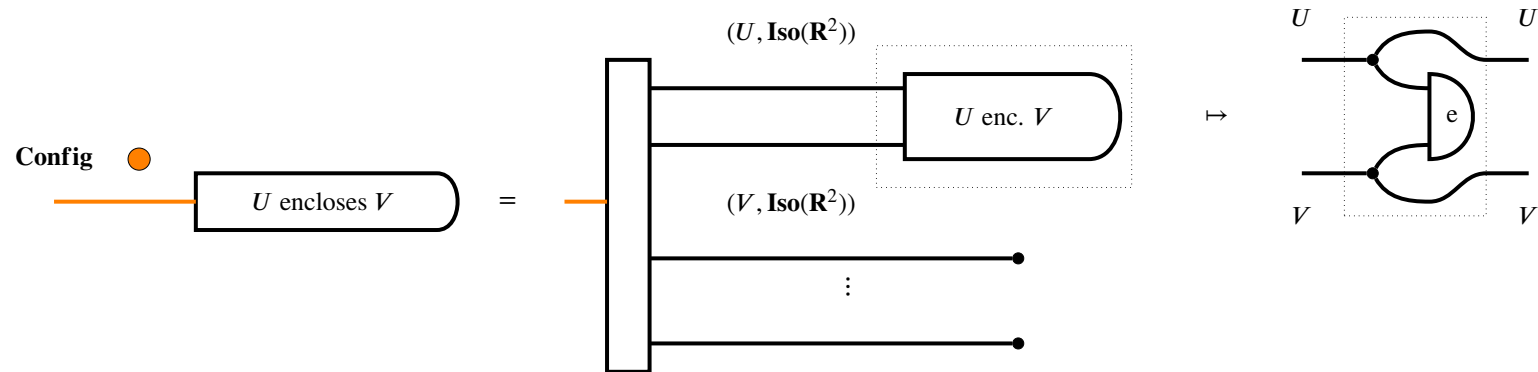 Config
U encloses V
=
(U, Iso(R²))
U enc. V
(V, Iso(R²))
⋮
↦
U U
e
V V